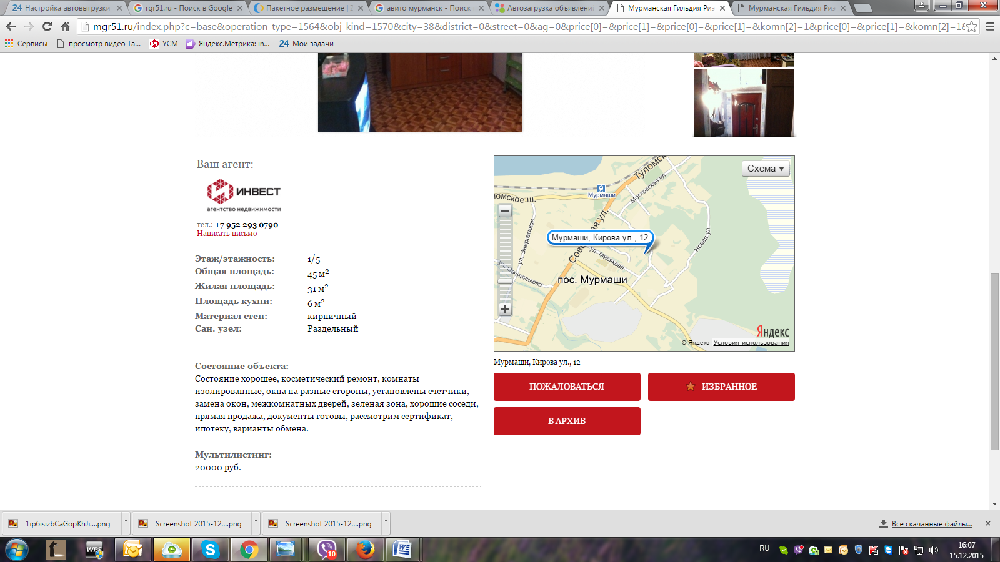 24 Настройка автовыгрузки
rgr51.ru - Поиск в Google
Пакетное размещение | Z
авито мурманск - Поиск
Автозагрузка объявлени
Мурманская Гильдия Риэ
Мурманская Гильдия Риэ
mgr51.ru/index.php?c=base&operation_type=1564&obj_kind=1570&city=38&district=0&street=0&ag=0&price[0]=&price[1]=&price[0]=&price[1]=&komn[2]=1&price[0]=&price[1]=&komn[2]=1&
Сервисы
просмотр видео Та...
YCM
Яндекс.Метрика: in...
24 Мои задачи
Ваш агент:
ИНВЕСТ
агентство недвижимости
тел.: +7 952 293 0790
Написать письмо
Этаж/этажность: 1/5
Общая площадь: 45 м2
Жилая площадь: 31 м2
Площадь кухни: 6 м2
Материал стен: кирпичный
Сан. узел: Раздельный
Состояние объекта:
Состояние хорошее, косметический ремонт, комнаты
изолированные, окна на разные стороны, установлены счетчики,
замена окон, межкомнатных дверей, зеленая зона, хорошие соседи,
прямая продажа, документы готовы, рассмотрим сертификат,
ипотеку, варианты обмена.
Мультилистинг:
20000 руб.
Схема
Туломск
Московская ул.
Мурмаши
ломское ш.
ул. Энергетиков
Сове
ая ул.
Мурмаши, Кирова ул., 12
Новая ул.
ул. Мисякова
ул. Овчинникова
пос. Мурмаши
Яндекс
© Яндекс Условия использования
Мурмаши, Кирова ул., 12
ПОЖАЛОВАТЬСЯ
ИЗБРАННОЕ
В АРХИВ
1ip6isizbCaGopKhJi....png
Screenshot 2015-12....png
Screenshot 2015-12....png
Все скачанные файлы...
WPS
10
RU
16:07
15.12.2015